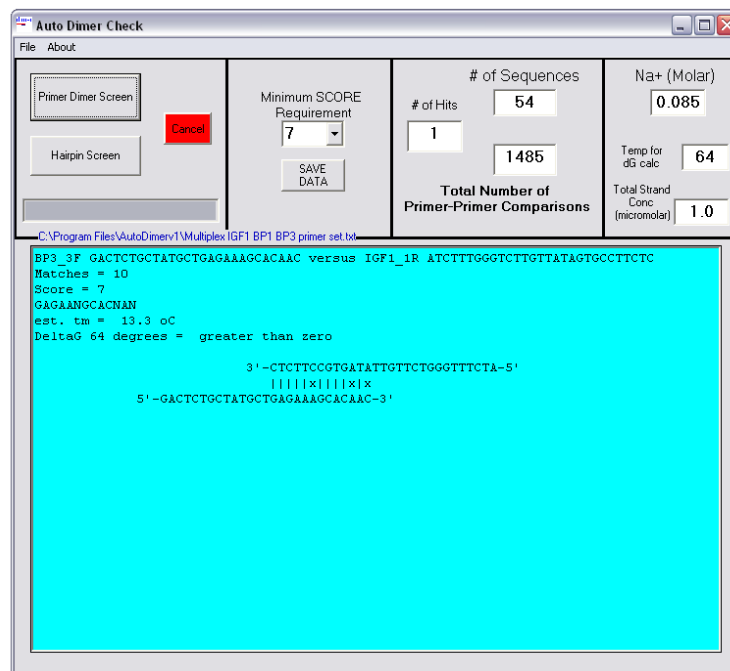 Auto Dimer Check
File About
Primer Dimer Screen
Cancel
Hairpin Screen
Minimum SCORE
Requirement
7
SAVE
DATA
# of Sequences
# of Hits
54
1
1485
Total Number of
Primer-Primer Comparisons
Na+ (Molar)
0.085
Temp for
dG calc
64
Total Strand
Conc
(micromolar)
1.0
C:\Program Files\AutoDimerv1\Multiplex IGF1 BP1 BP3 primer set.txt
BP3_3F GACTCTGCTATGCTGAGAAAGCACAAC versus IGF1_1R ATCTTTGGGTCTTGTTATAGTGCCTTCTC
Matches = 10
Score = 7
GAGAANGCACNAN
est. tm = 13.3 oC
DeltaG 64 degrees = greater than zero
3'-CTCTTCCGTGATATTGTTCTGGGTTTCTA-5'
|||||x||||x|x
5'-GACTCTGCTATGCTGAGAAAGCACAAC-3'